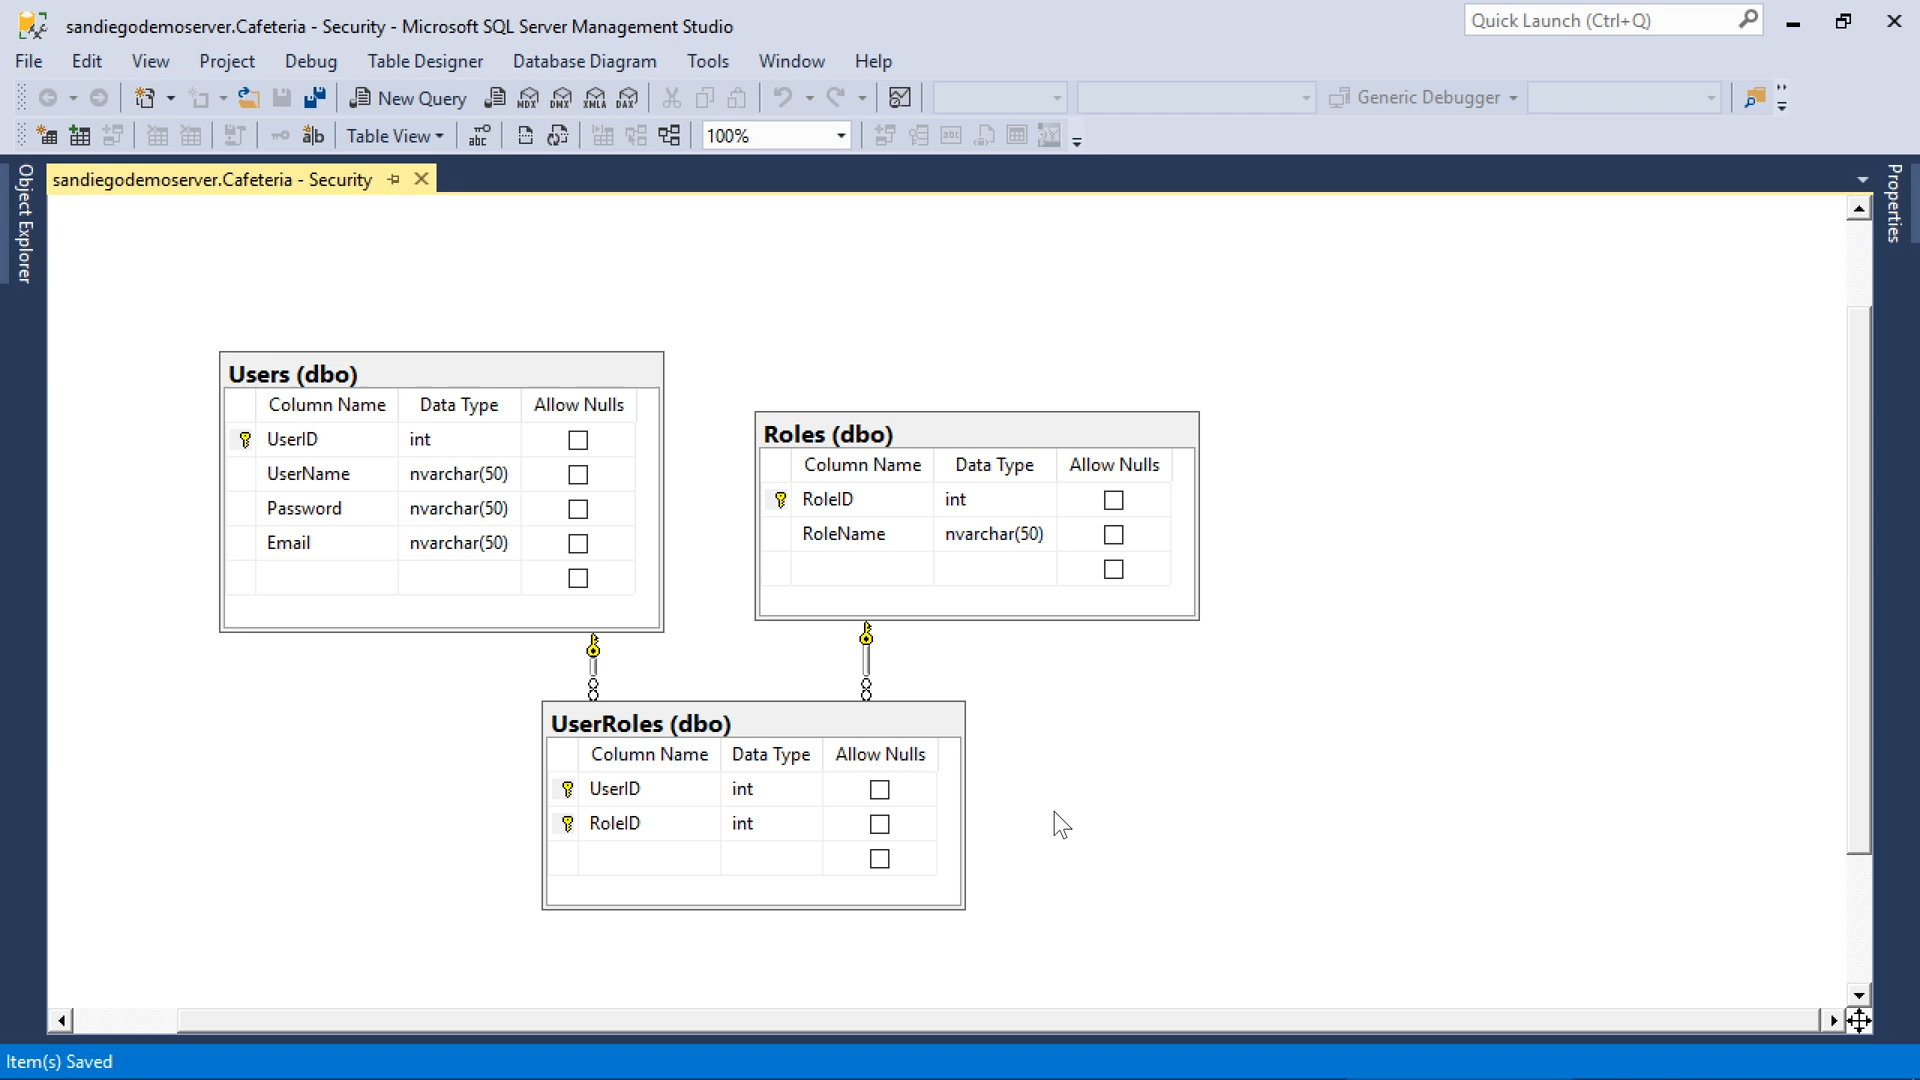 sandiegodemoserver.Cafeteria - Security - Microsoft SQL Server Management Studio
Quick Launch (Ctrl+Q)
File Edit View Project Debug Table Designer Database Diagram Tools Window Help
New Query MDX DMX XMLA DAX Generic Debugger
Table View 100%
Object Explorer
sandiegodemoserver.Cafeteria - Security
Properties
Users (dbo)
Column Name Data Type Allow Nulls
UserID int
UserName nvarchar(50)
Password nvarchar(50)
Email nvarchar(50)
Roles (dbo)
Column Name Data Type Allow Nulls
RoleID int
RoleName nvarchar(50)
UserRoles (dbo)
Column Name Data Type Allow Nulls
UserID int
RoleID int
Item(s) Saved